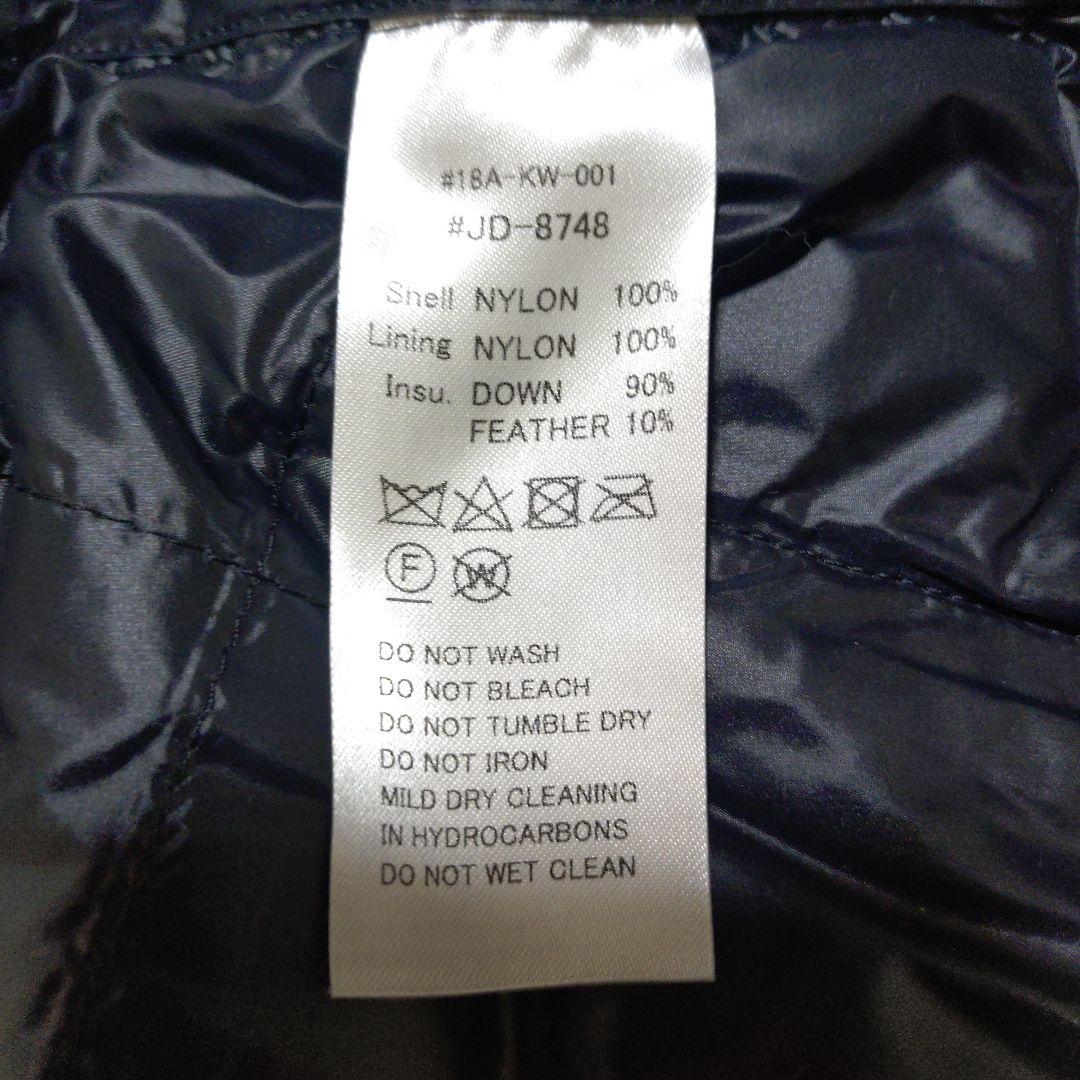 #18A-KW-001
#JD-8748
Shell NYLON 100%
Lining NYLON 100%
Insu. DOWN 90%
FEATHER 10%
F
W
DO NOT WASH
DO NOT BLEACH
DO NOT TUMBLE DRY
DO NOT IRON
MILD DRY CLEANING
IN HYDROCARBONS
DO NOT WET CLEAN